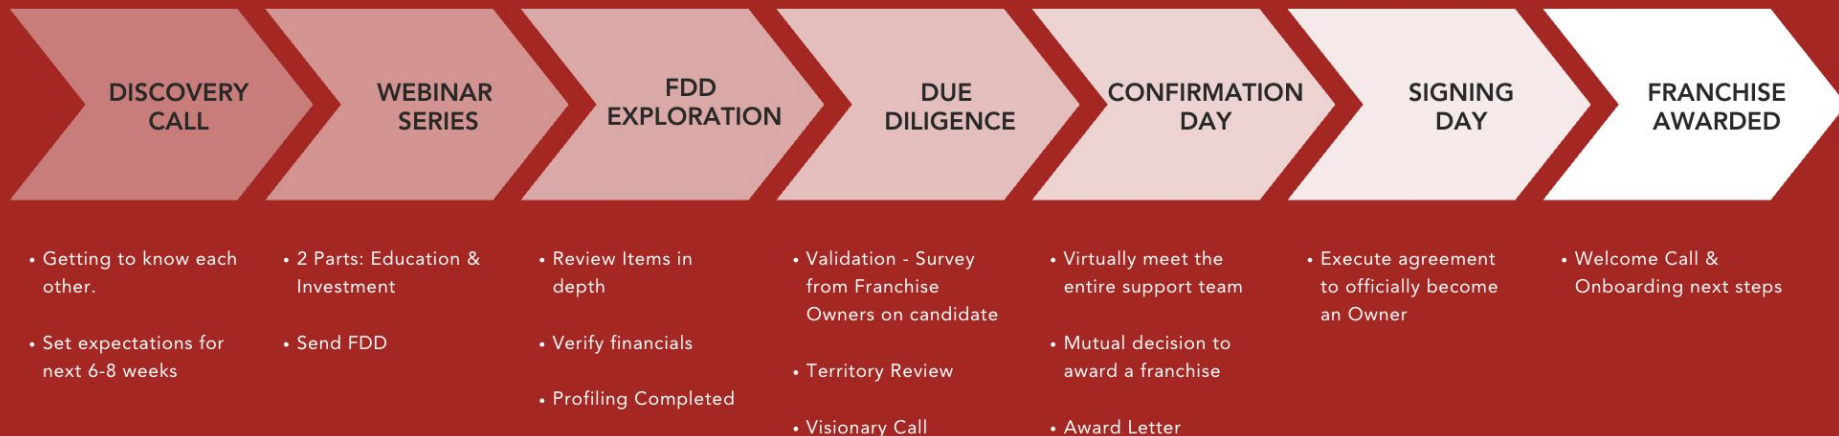 DISCOVERY
CALL
WEBINAR
SERIES
FDD
EXPLORATION
DUE
DILIGENCE
CONFIRMATION
DAY
SIGNING
DAY
FRANCHISE
AWARDED
• Getting to know each
other.
• Set expectations for
next 6-8 weeks
• 2 Parts: Education &
Investment
• Send FDD
• Review Items in
depth
• Verify financials
• Profiling Completed
• Validation - Survey
from Franchise
Owners on candidate
• Territory Review
• Visionary Call
• Virtually meet the
entire support team
• Mutual decision to
award a franchise
• Award Letter
• Execute agreement
to officially become
an Owner
• Welcome Call &
Onboarding next steps